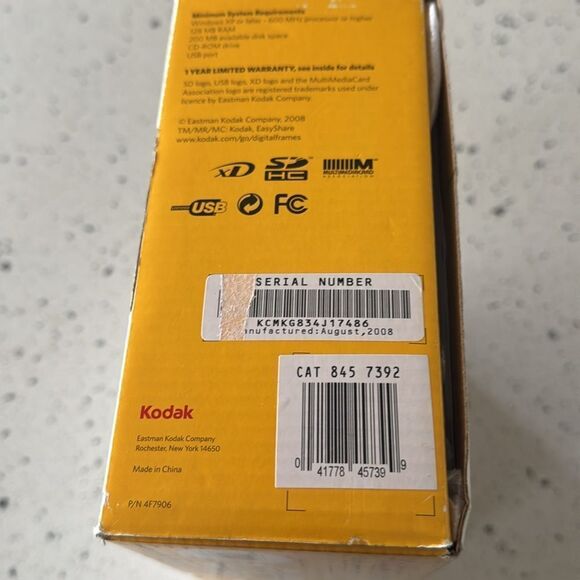 Minimum System Requirements
Windows XP or later - 600 MHz processor or higher
128 MB RAM
200 MB available disk space
CD-ROM drive
USB port
1 YEAR LIMITED WARRANTY, see inside for details
SD logo, USB logo, XD logo and the MultiMediaCard
Association logo are registered trademarks used under
licence by Eastman Kodak Company.
© Eastman Kodak Company, 2008
TM/MR/MC: Kodak, EasyShare
www.kodak.com/go/digitalframes
xD SD HC M MULTIMEDIACARD ASSOCIATION
USB FC
SERIAL NUMBER
KCMKG834J17486
nufactured:August,2008
CAT 845 7392
0 41778 45739 9
Kodak
Eastman Kodak Company
Rochester, New York 14650
Made in China
P/N 4F7906